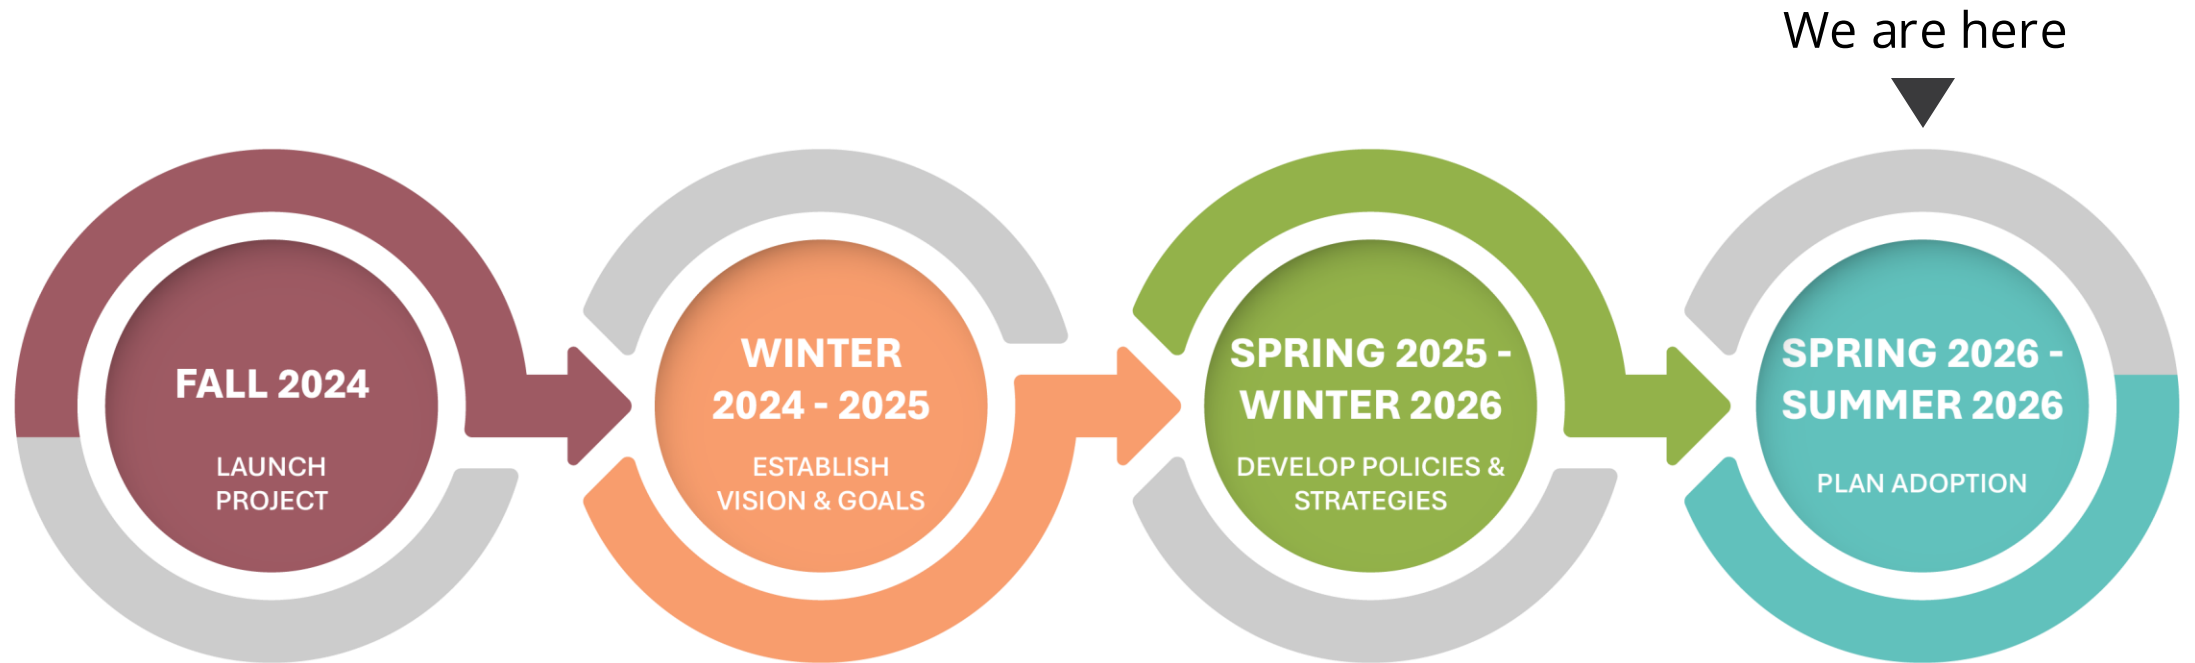 We are here
FALL 2024
LAUNCH
PROJECT
WINTER
2024 - 2025
ESTABLISH
VISION & GOALS
SPRING 2025 -
WINTER 2026
DEVELOP POLICIES &
STRATEGIES
SPRING 2026 -
SUMMER 2026
PLAN ADOPTION